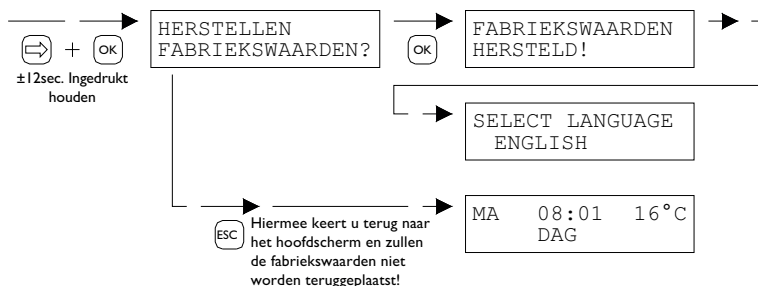 HERSTELLEN
FABRIEKSWAARDEN?
FABRIEKSWAARDEN
HERSTELD!
+ OK
OK
±12sec. Ingedrukt
houden
SELECT LANGUAGE
ENGLISH
MA 08:01 16°C
DAG
ESC
Hiermee keert u terug naar
het hoofdscherm en zullen
de fabriekswaarden niet
worden teruggeplaatst!